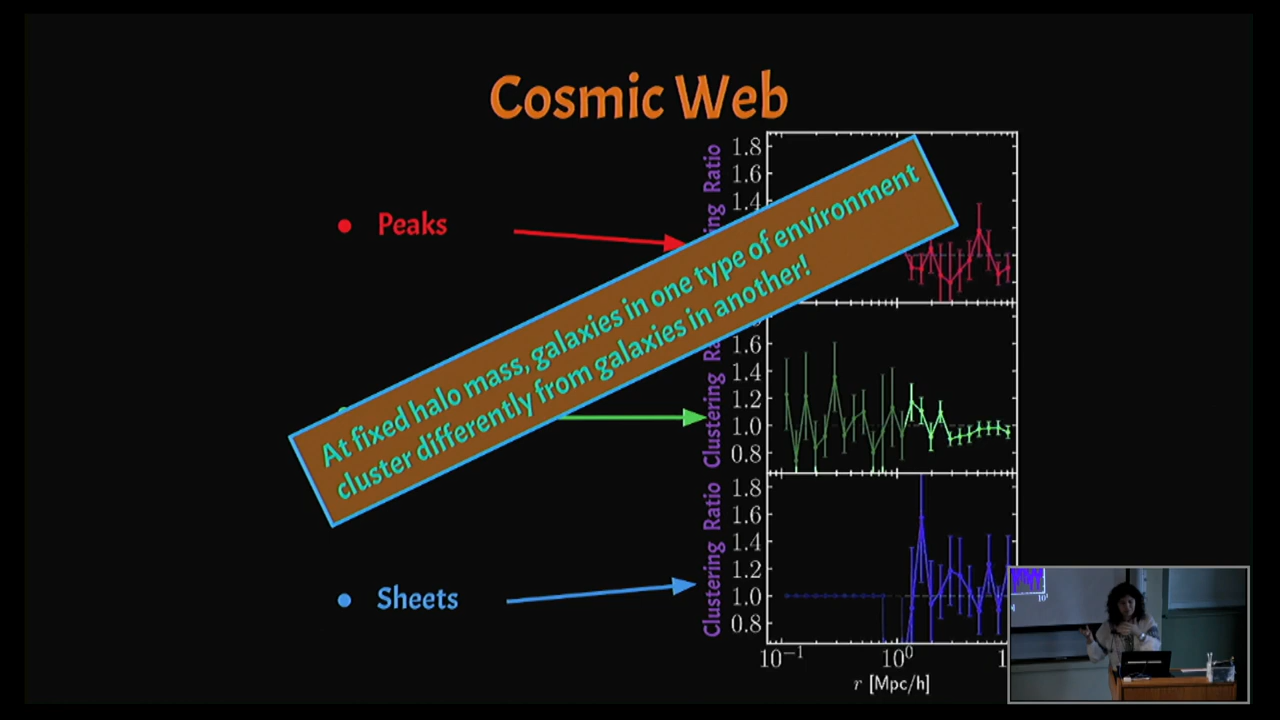 Cosmic Web
Peaks
Sheets
At fixed halo mass, galaxies in one type of environment
cluster differently from galaxies in another!
Ratio
1.8
1.6
1.4
Clustering
1.6
1.4
1.2
1.0
0.8
Clustering Ratio
1.8
1.6
1.4
1.2
1.0
0.8
10⁻¹
10⁰
r [Mpc/h]